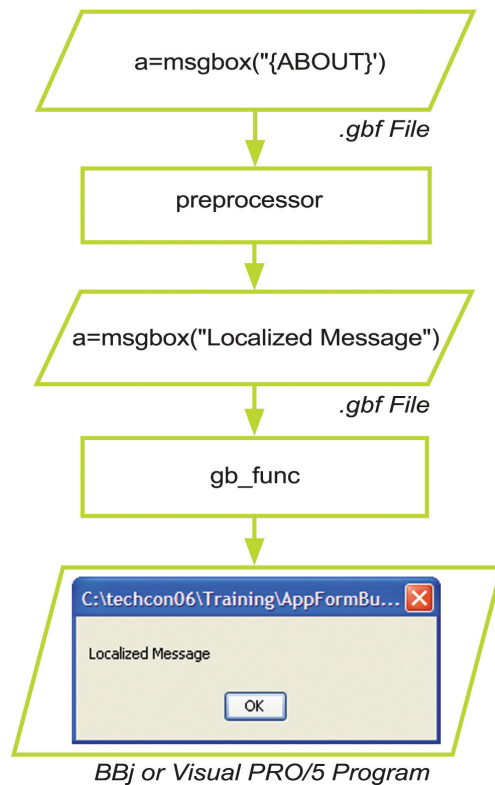 a=msgbox("{ABOUT}')
.gbf File
preprocessor
a=msgbox("Localized Message")
.gbf File
gb_func
C:\techcon06\Training\AppFormBu...
Localized Message
OK
BBj or Visual PRO/5 Program